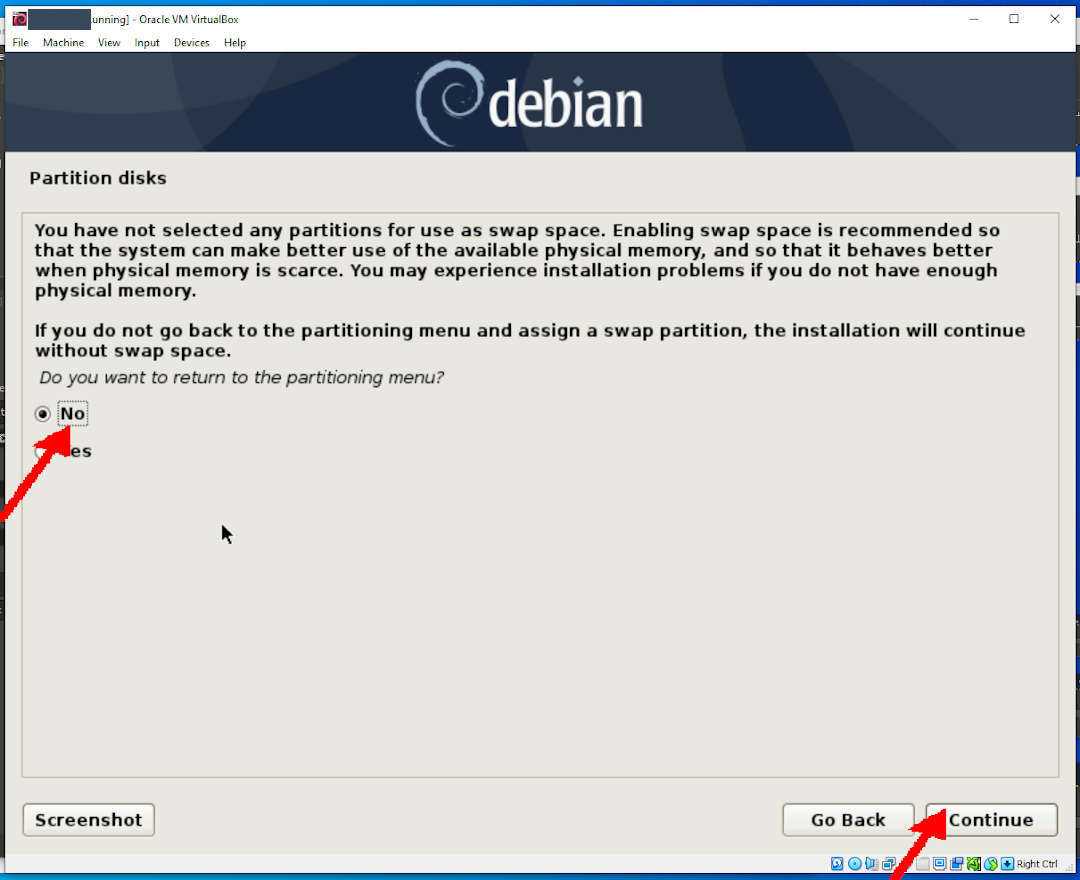 unning] - Oracle VM VirtualBox
File Machine View Input Devices Help
debian
Partition disks
You have not selected any partitions for use as swap space. Enabling swap space is recommended so
that the system can make better use of the available physical memory, and so that it behaves better
when physical memory is scarce. You may experience installation problems if you do not have enough
physical memory.
If you do not go back to the partitioning menu and assign a swap partition, the installation will continue
without swap space.
Do you want to return to the partitioning menu?
No
es
Screenshot Go Back Continue
Right Ctrl